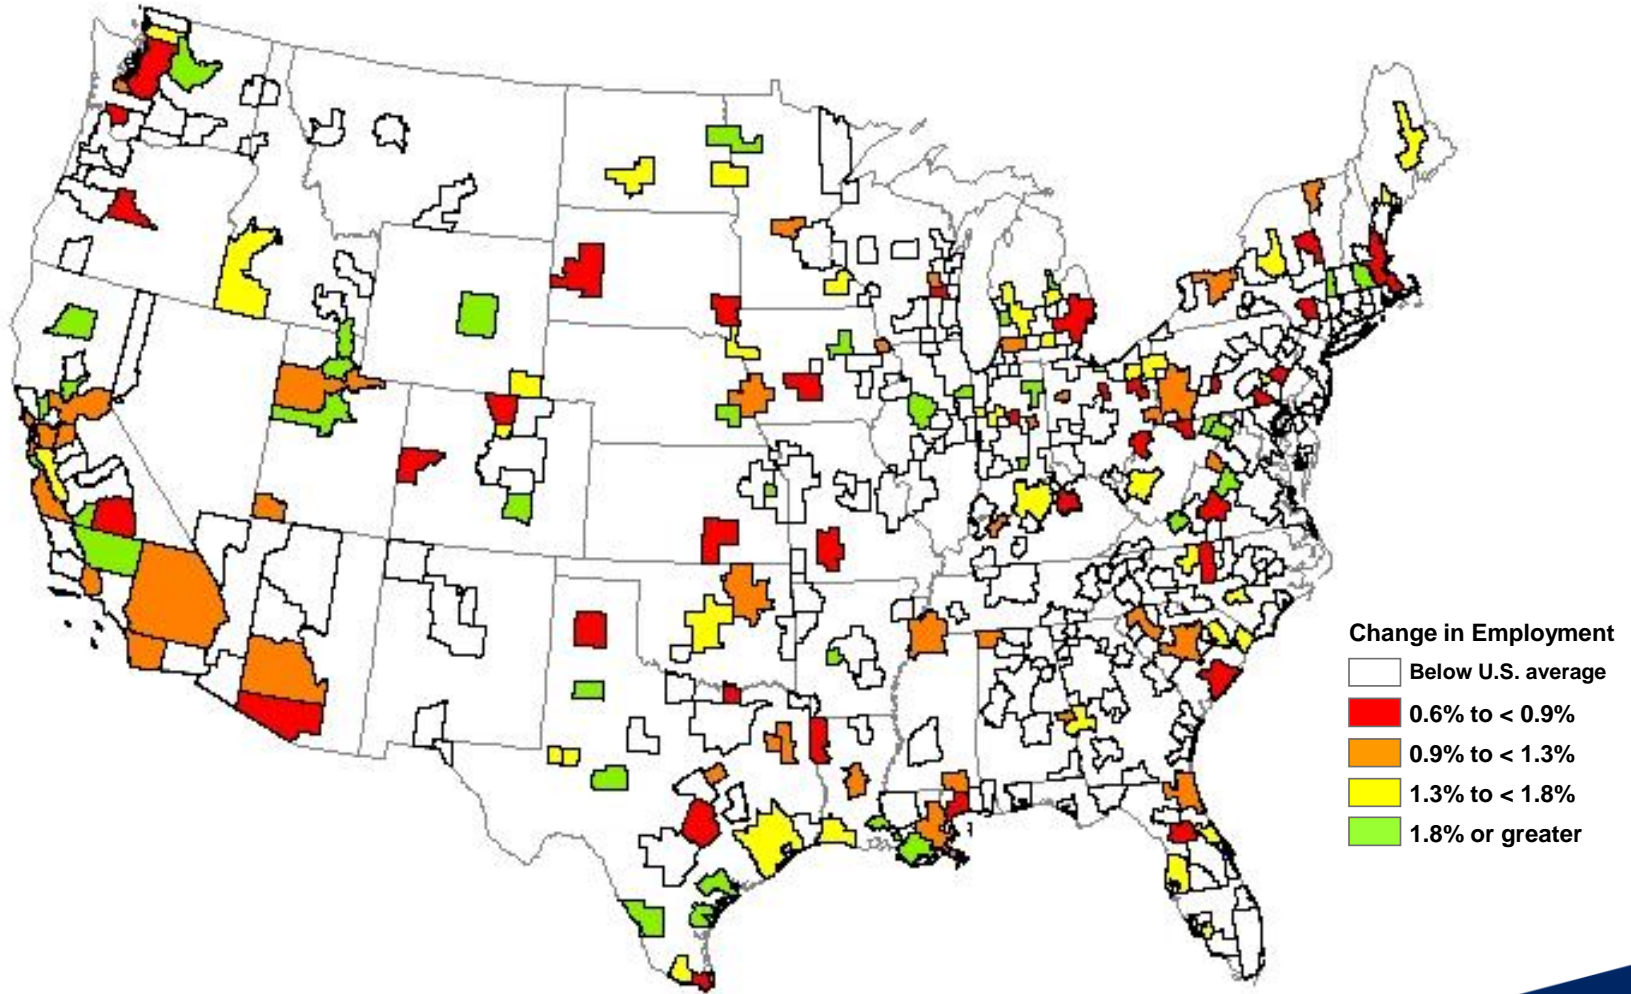 Change in Employment
Below U.S. average
0.6% to < 0.9%
0.9% to < 1.3%
1.3% to < 1.8%
1.8% or greater